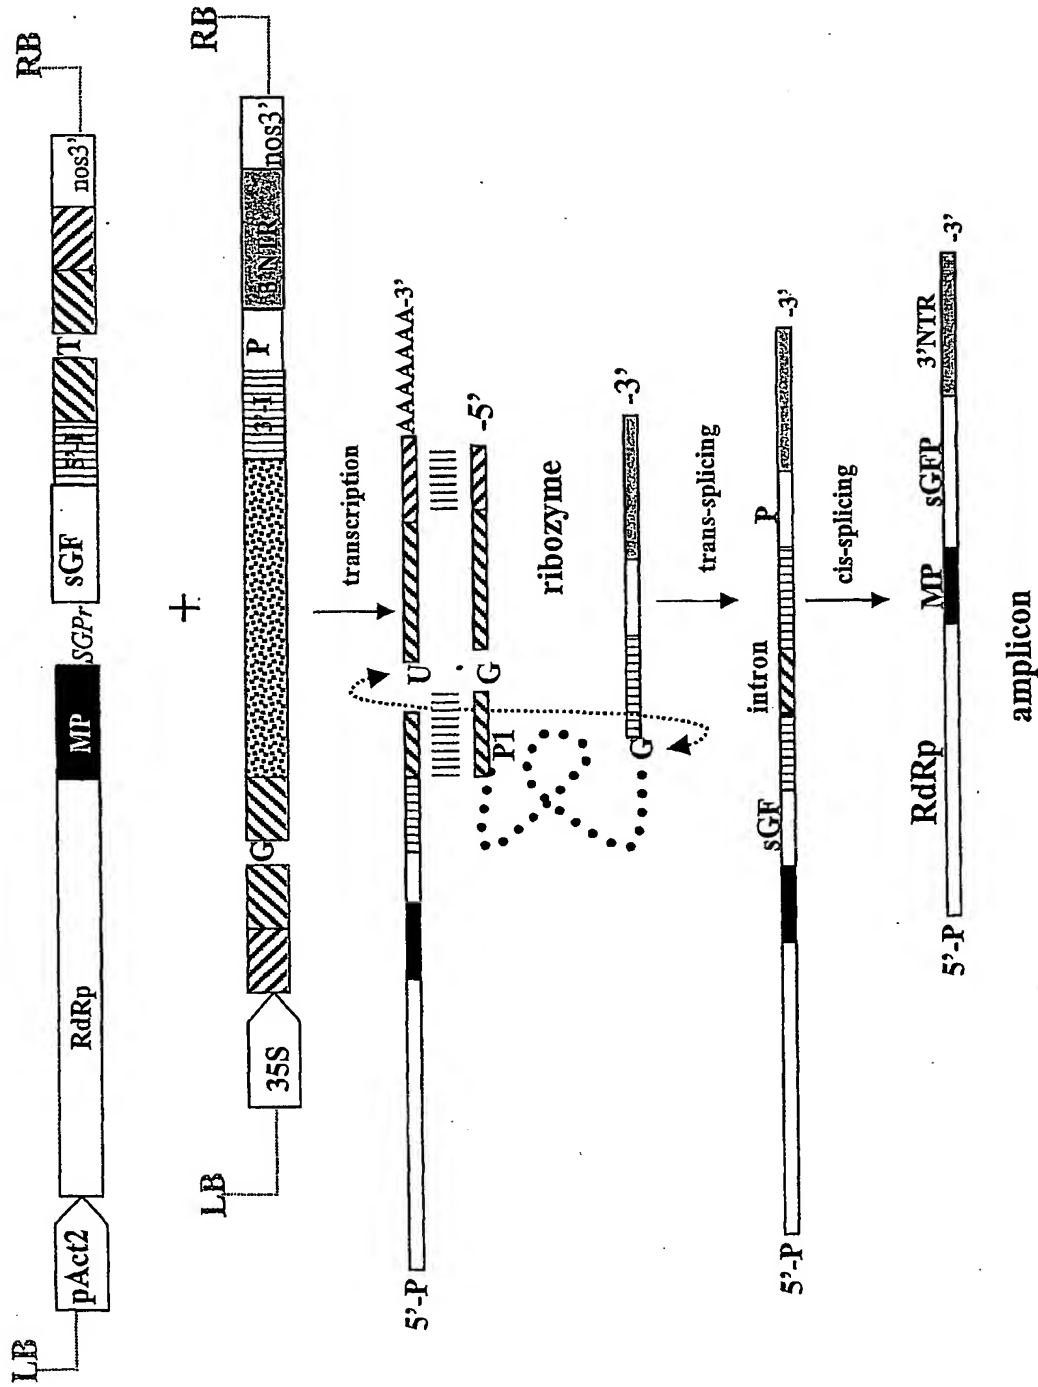 LB
pAct2
RdRp
MP
SGPr
sGF
5'-I
T
nos3'
RB
+
LB
35S
G
3'-I
P
3'NTR
nos3'
RB
transcription
5'-P
U
AAAAAAA-3'
P1
G
-5'
ribozyme
G
-3'
trans-splicing
5'-P
sGF
intron
P
-3'
cis-splicing
5'-P
RdRp
MP
sGFP
3'NTR
-3'
amplicon